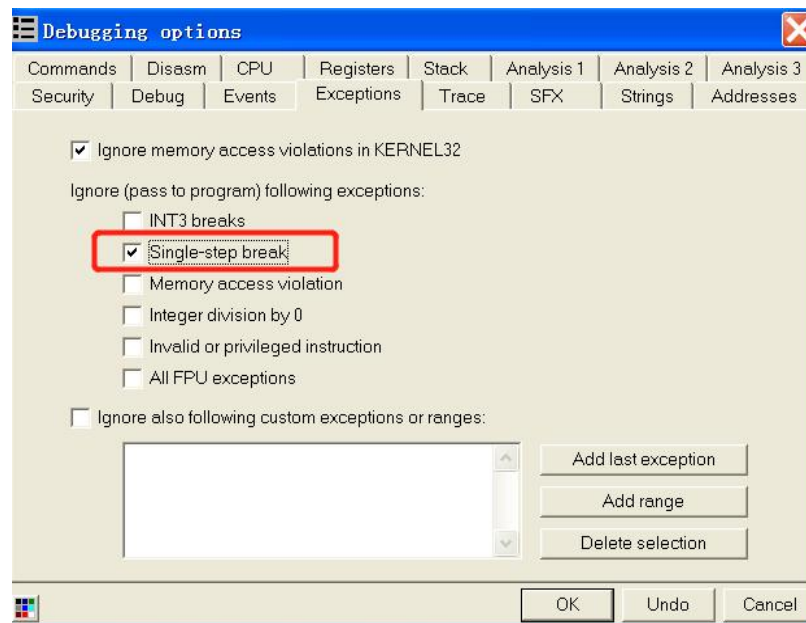 Debugging options
Commands Disasm CPU Registers Stack Analysis 1 Analysis 2 Analysis 3
Security Debug Events Exceptions Trace SFX Strings Addresses
Ignore memory access violations in KERNEL32
Ignore (pass to program) following exceptions:
INT3 breaks
Single-step break
Memory access violation
Integer division by 0
Invalid or privileged instruction
All FPU exceptions
Ignore also following custom exceptions or ranges:
Add last exception
Add range
Delete selection
OK Undo Cancel